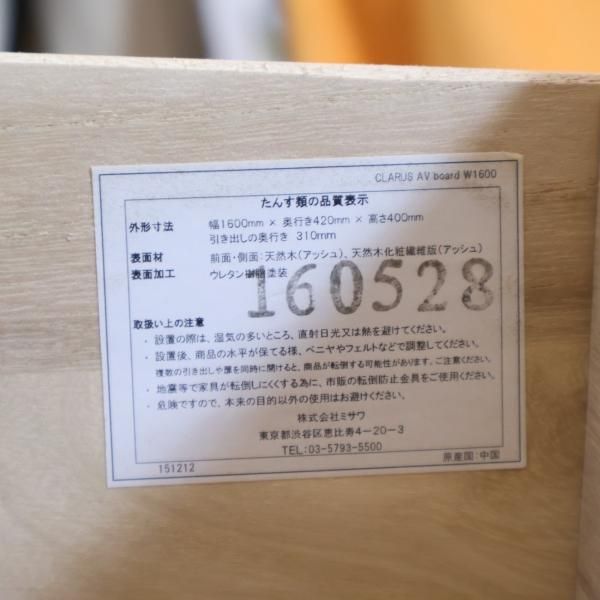 CLARUS AV board W1600
たんす類の品質表示
外形寸法 幅1600mm × 奥行き420mm × 高さ400mm
引き出しの奥行き 310mm
表面材 前面・側面:天然木(アッシュ)、天然木化粧繊維版(アッシュ)
表面加工 ウレタン樹脂塗装
160528
取扱い上の注意
・ 設置の際は、湿気の多いところ、直射日光又は熱を避けてください。
・ 設置後、商品の水平が保てる様、ベニヤやフェルトなどで調整してください。
複数の引き出しや扉を同時に開けると、商品が転倒する可能性があります。ご注意ください。
・ 地震等で家具が転倒しにくくする為に、市販の転倒防止金具をご使用ください。
・ 危険ですので、本来の目的以外の使用はお避けください。
株式会社ミサワ
東京都渋谷区恵比寿4-20-3
TEL:03-5793-5500
151212 原産国:中国